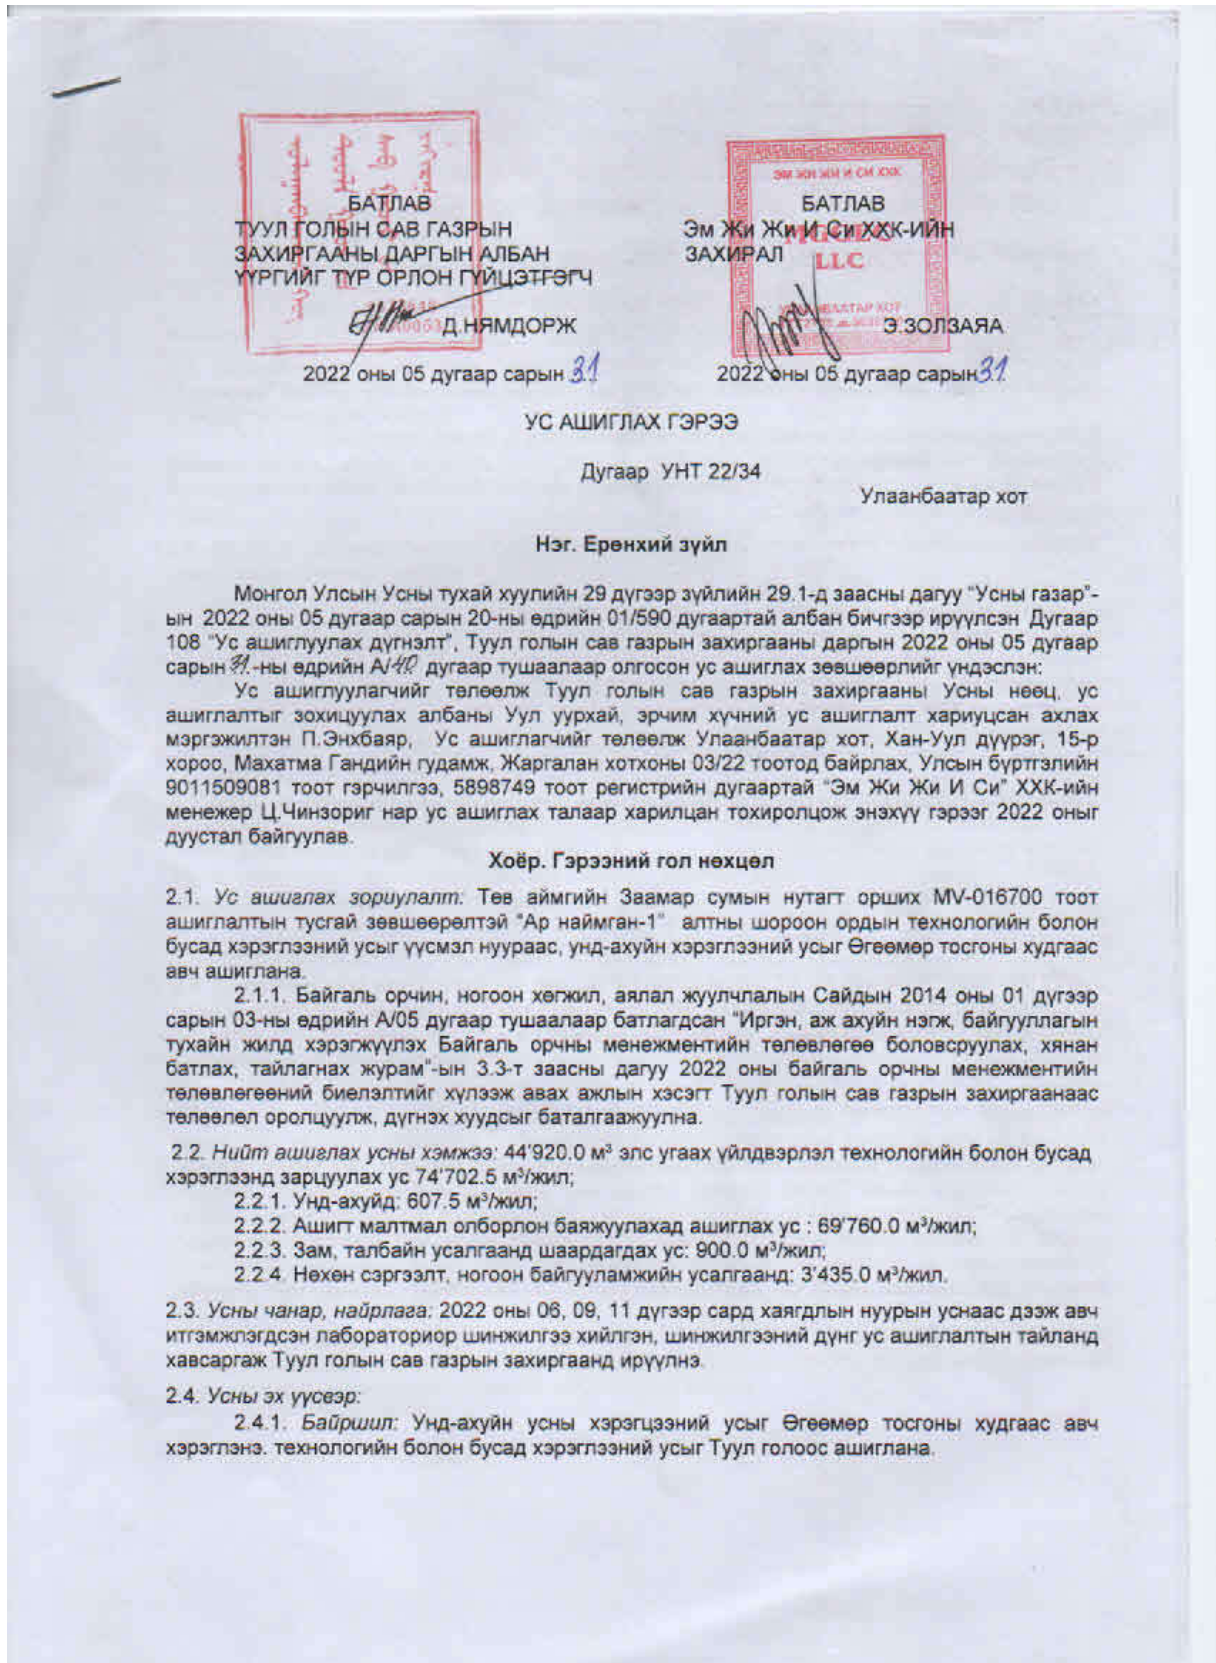 ЭМ ЖИ ЖИ И СИ ХХК
БАТЛАВ
ТУУЛ ГОЛЫН САВ ГАЗРЫН
ЗАХИРГААНЫ ДАРГЫН АЛБАН
ҮҮРГИЙГ ТҮР ОРЛОН ГҮЙЦЭТГЭГЧ
Д.НЯМДОРЖ
2022 оны 05 дугаар сарын 31
БАТЛАВ
Эм Жи Жи И Си ХХК-ИЙН
ЗАХИРАЛ
LLC
Э.ЗОЛЗАЯА
2022 оны 05 дугаар сарын 31
УС АШИГЛАХ ГЭРЭЭ
Дугаар УНТ 22/34
Улаанбаатар хот
Нэг. Ерөнхий зүйл
Монгол Улсын Усны тухай хуулийн 29 дүгээр зүйлийн 29.1-д заасны дагуу "Усны газар"-
ын 2022 оны 05 дугаар сарын 20-ны өдрийн 01/590 дугаартай албан бичгээр ирүүлсэн Дугаар
108 "Ус ашиглуулах дүгнэлт", Туул голын сав газрын захиргааны даргын 2022 оны 05 дугаар
сарын 31.-ны өдрийн А/40 дугаар тушаалаар олгосон ус ашиглах зөвшөөрлийг үндэслэн:
Ус ашиглуулагчийг төлөөлж Туул голын сав газрын захиргааны Усны нөөц, ус
ашиглалтыг зохицуулах албаны Уул уурхай, эрчим хүчний ус ашиглалт хариуцсан ахлах
мэргэжилтэн П.Энхбаяр, Ус ашиглагчийг төлөөлж Улаанбаатар хот, Хан-Уул дүүрэг, 15-р
хороо, Махатма Гандийн гудамж, Жаргалан хотхоны 03/22 тоотод байрлах, Улсын бүртгэлийн
9011509081 тоот гэрчилгээ, 5898749 тоот регистрийн дугаартай "Эм Жи Жи И Си" ХХК-ийн
менежер Ц.Чинзориг нар ус ашиглах талаар харилцан тохиролцож энэхүү гэрээг 2022 оныг
дуустал байгуулав.
Хоёр. Гэрээний гол нөхцөл
2.1. Ус ашиглах зориулалт: Төв аймгийн Заамар сумын нутагт орших MV-016700 тоот
ашиглалтын тусгай зөвшөөрөлтэй "Ар наймган-1" алтны шороон ордын технологийн болон
бусад хэрэглээний усыг үүсмэл нуураас, унд-ахуйн хэрэглээний усыг Өгөөмөр тосгоны худгаас
авч ашиглана.
2.1.1. Байгаль орчин, ногоон хөгжил, аялал жуулчлалын Сайдын 2014 оны 01 дүгээр
сарын 03-ны өдрийн А/05 дугаар тушаалаар батлагдсан "Иргэн, аж ахуйн нэгж, байгууллагын
тухайн жилд хэрэгжүүлэх Байгаль орчны менежментийн төлөвлөгөө боловсруулах, хянан
батлах, тайлагнах журам"-ын 3.3-т заасны дагуу 2022 оны байгаль орчны менежментийн
төлөвлөгөөний биелэлтийг хүлээж авах ажлын хэсэгт Туул голын сав газрын захиргаанаас
төлөөлөл оролцуулж, дүгнэх хуудсыг баталгаажуулна.
2.2. Нийт ашиглах усны хэмжээ: 44'920.0 м³ элс угаах үйлдвэрлэл технологийн болон бусад
хэрэглээнд зарцуулах ус 74'702.5 м³/жил;
2.2.1. Унд-ахуйд: 607.5 м³/жил;
2.2.2. Ашигт малтмал олборлон баяжуулахад ашиглах ус : 69'760.0 м³/жил;
2.2.3. Зам, талбайн усалгаанд шаардагдах ус: 900.0 м³/жил;
2.2.4. Нөхөн сэргээлт, ногоон байгууламжийн усалгаанд: 3'435.0 м³/жил.
2.3. Усны чанар, найрлага: 2022 оны 06, 09, 11 дүгээр сард хаягдлын нуурын уснаас дээж авч
итгэмжлэгдсэн лабораториор шинжилгээ хийлгэн, шинжилгээний дүнг ус ашиглалтын тайланд
хавсаргаж Туул голын сав газрын захиргаанд ирүүлнэ.
2.4. Усны эх үүсвэр:
2.4.1. Байршил: Унд-ахуйн усны хэрэгцээний усыг Өгөөмөр тосгоны худгаас авч
хэрэглэнэ. технологийн болон бусад хэрэглээний усыг Туул голоос ашиглана.